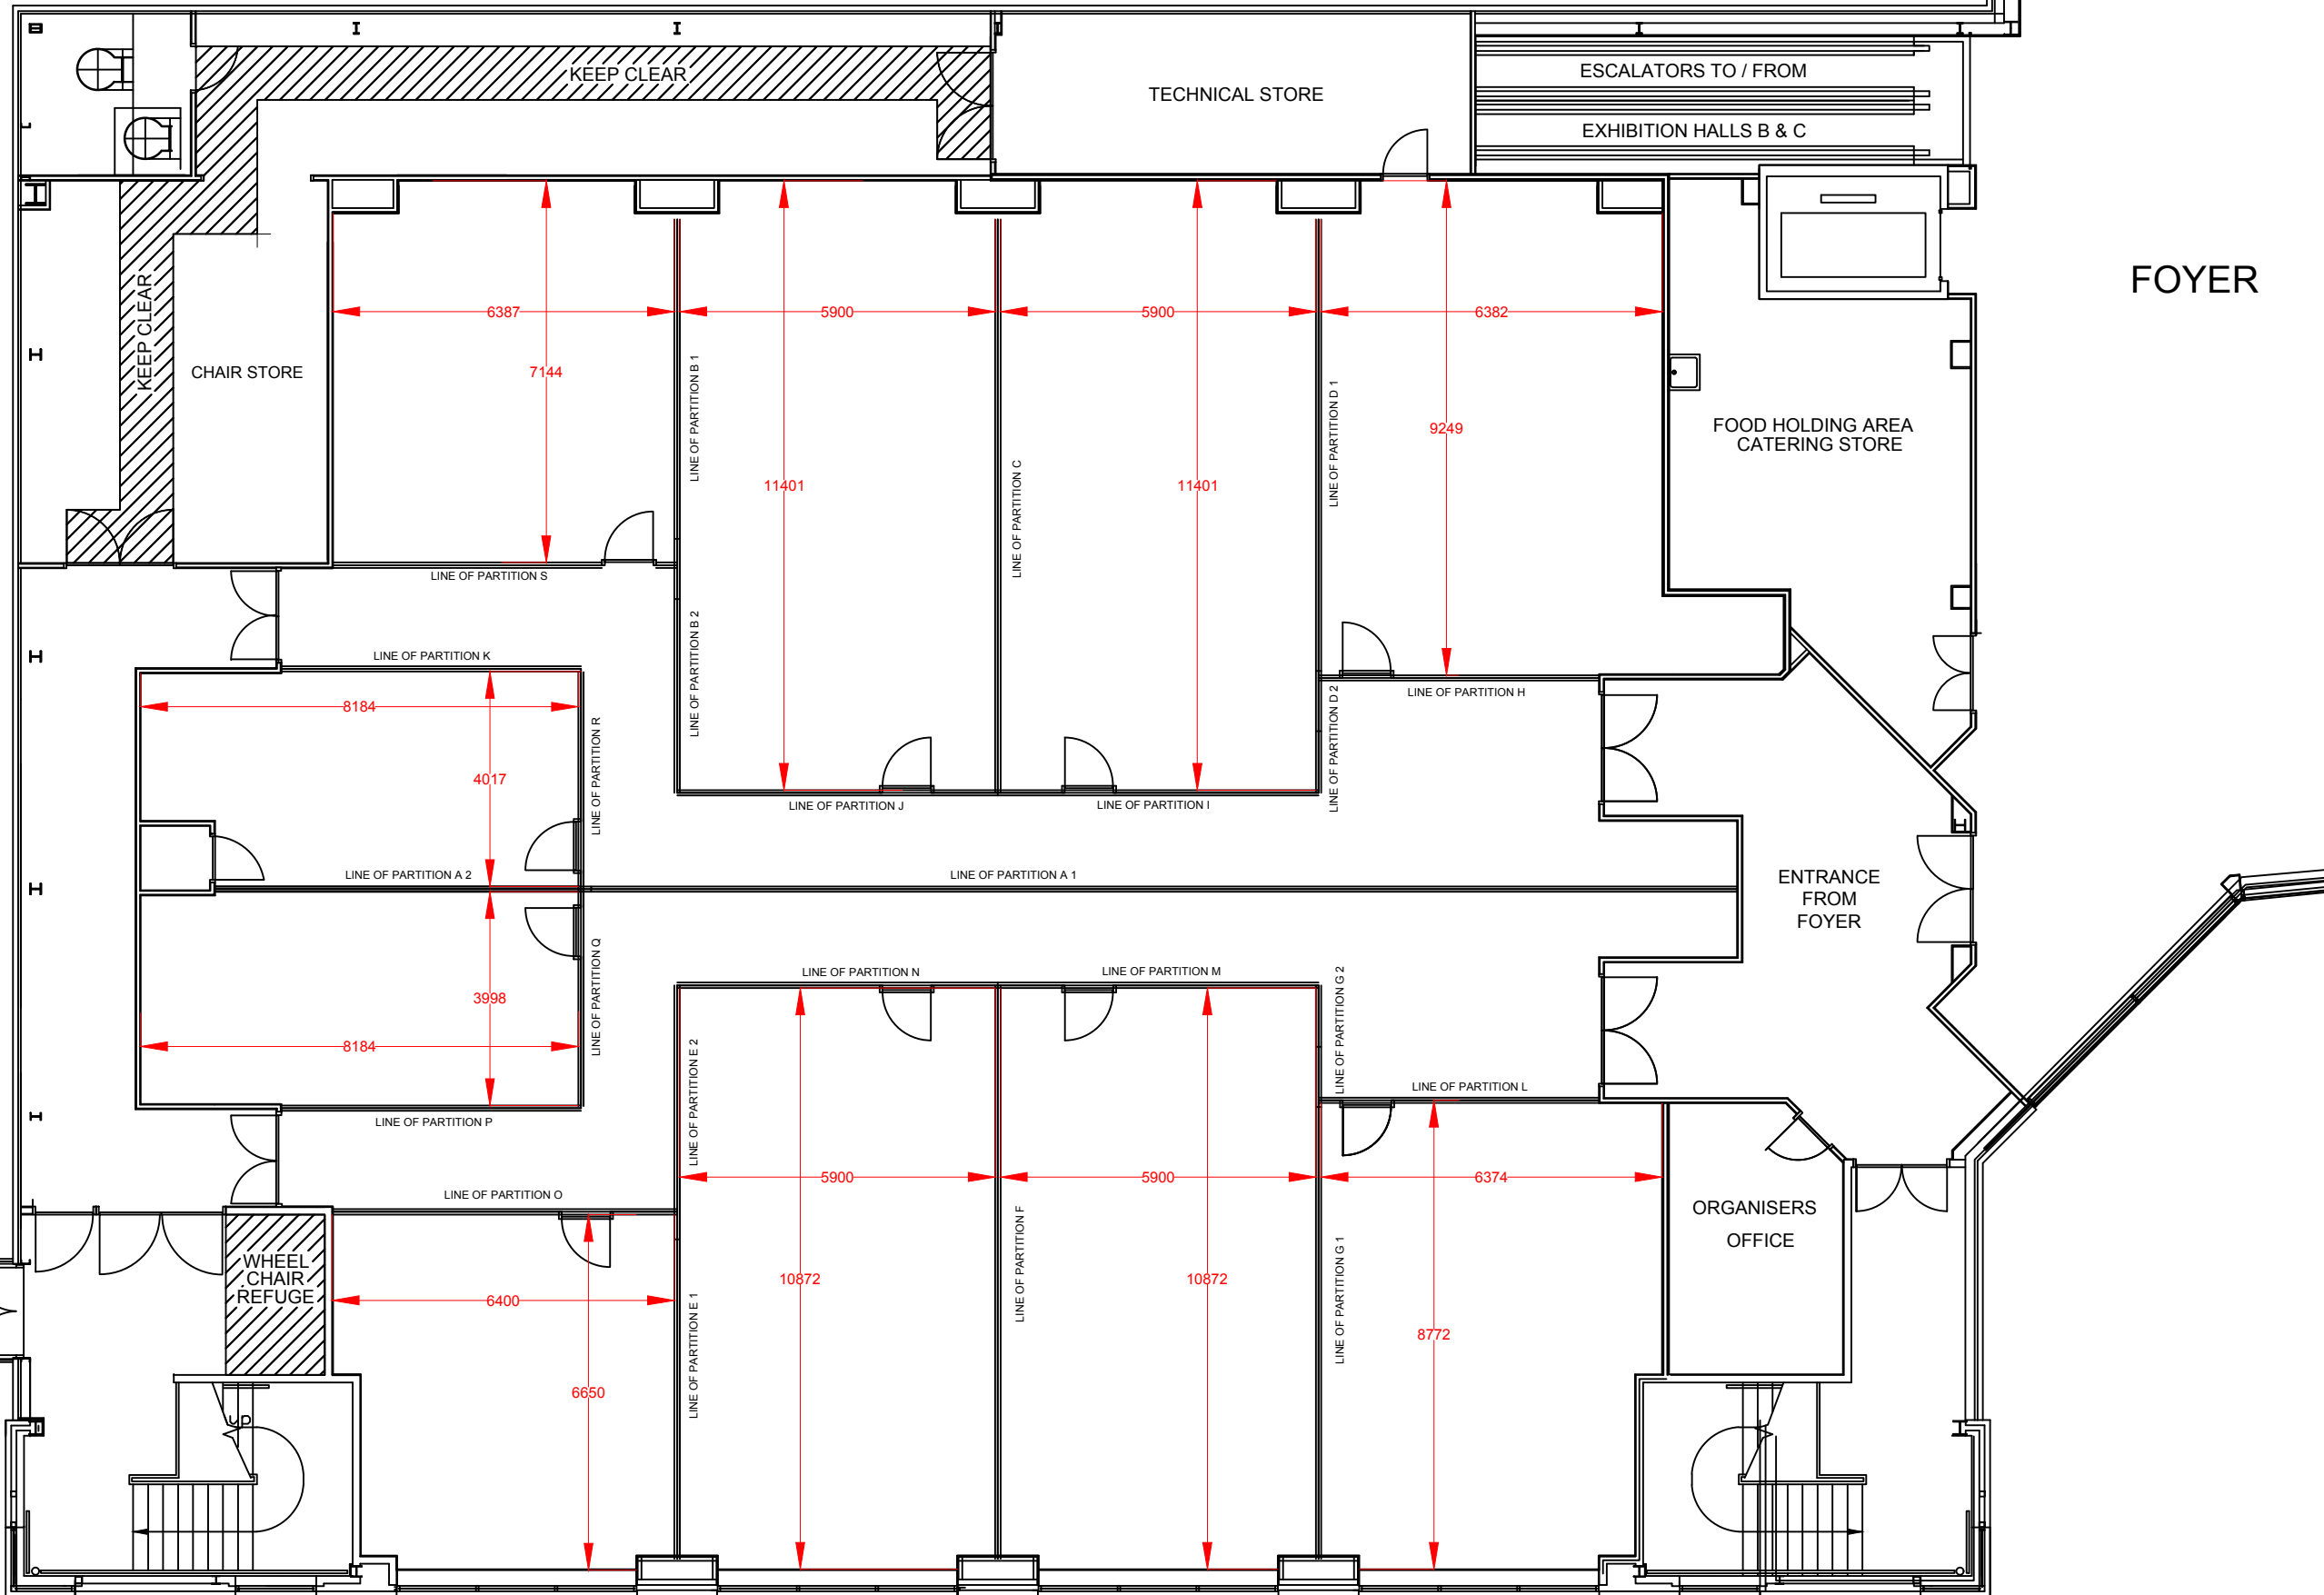 KEEP CLEAR
TECHNICAL STORE
ESCALATORS TO / FROM
EXHIBITION HALLS B & C
FOYER
KEEP CLEAR
CHAIR STORE
6387
5900
5900
6382
7144
11401
11401
9249
LINE OF PARTITION B 1
LINE OF PARTITION C
LINE OF PARTITION D 1
FOOD HOLDING AREA
CATERING STORE
LINE OF PARTITION S
LINE OF PARTITION K
LINE OF PARTITION B 2
LINE OF PARTITION H
LINE OF PARTITION D 2
8184
4017
LINE OF PARTITION R
LINE OF PARTITION J
LINE OF PARTITION I
LINE OF PARTITION A 2
LINE OF PARTITION A 1
ENTRANCE
FROM
FOYER
3998
8184
LINE OF PARTITION Q
LINE OF PARTITION N
LINE OF PARTITION M
LINE OF PARTITION G 2
LINE OF PARTITION E 2
LINE OF PARTITION L
LINE OF PARTITION P
LINE OF PARTITION O
5900
5900
6374
ORGANISERS
OFFICE
WHEEL
CHAIR
REFUGE
6400
10872
10872
8772
LINE OF PARTITION F
LINE OF PARTITION G 1
LINE OF PARTITION E 1
6650
UP